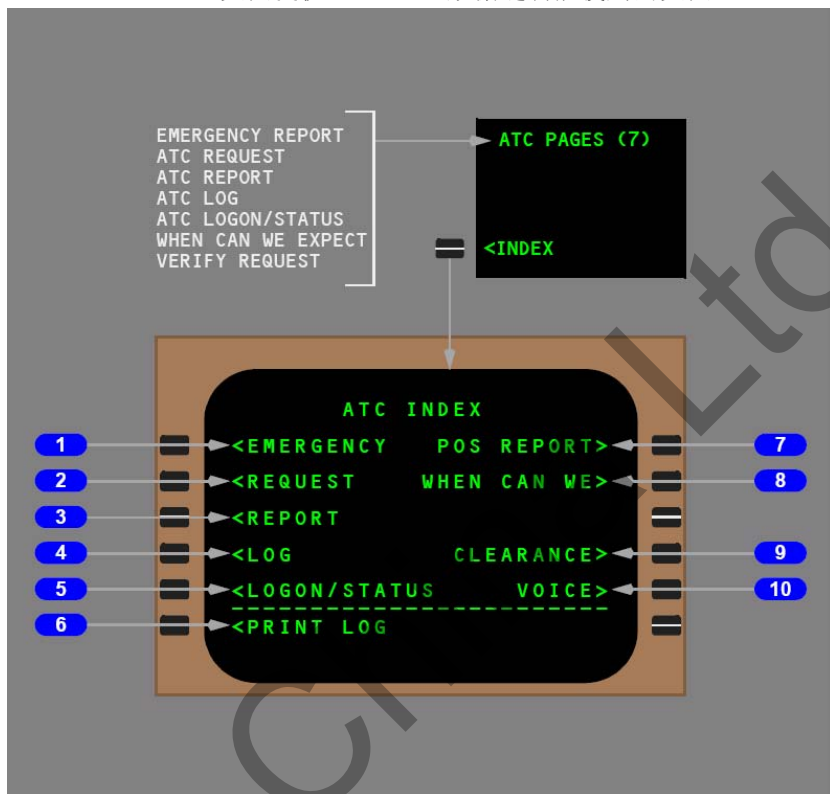 EMERGENCY REPORT
ATC REQUEST
ATC REPORT
ATC LOG
ATC LOGON/STATUS
WHEN CAN WE EXPECT
VERIFY REQUEST
ATC PAGES (7)
<INDEX
ATC INDEX
1 <EMERGENCY POS REPORT> 7
2 <REQUEST WHEN CAN WE> 8
3 <REPORT
4 <LOG CLEARANCE> 9
5 <LOGON/STATUS VOICE> 10
6 <PRINT LOG
Ltd